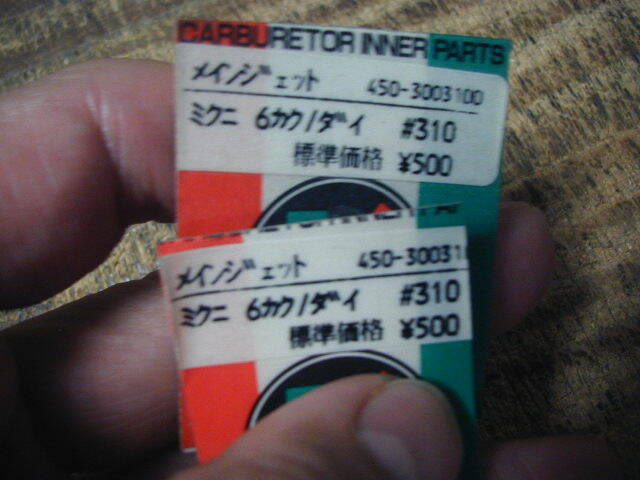 CARBURETOR INNER PARTS
メインジェット 450-3003100
ミクニ 6カク/ダイ #310
標準価格 ¥500
メインジェット 450-30031
ミクニ 6カク/ダイ #310
標準価格 ¥500